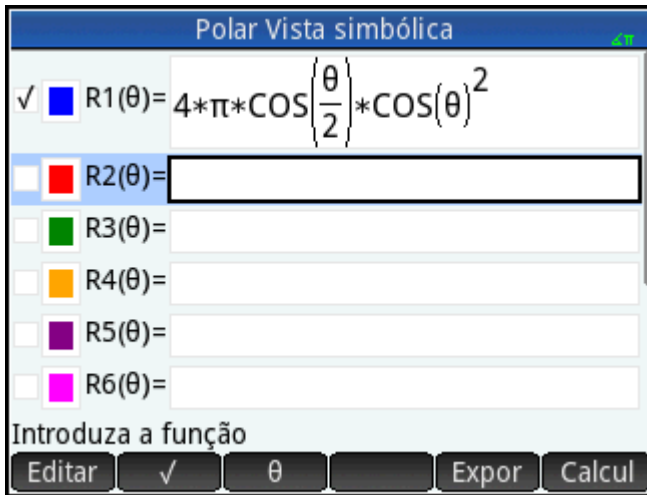 Polar Vista simbólica
∡π
√ R1(θ)= 4*π*COS(θ/2)*COS(θ)²
R2(θ)=
R3(θ)=
R4(θ)=
R5(θ)=
R6(θ)=
Introduza a função
Editar √ θ Expor Calcul